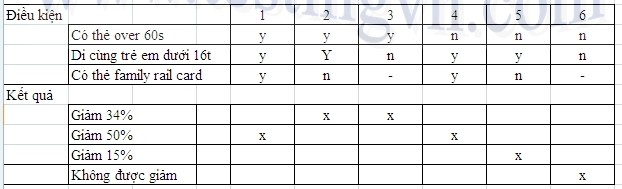 Điều kiện 1 2 3 4 5 6
Có thẻ over 60s y y y n n n
Di cùng trẻ em dưới 16t y Y n y y n
Có thẻ family rail card y n - y n -
Kết quả
Giảm 34% x x
Giảm 50% x x
Giảm 15% x
Không được giảm x